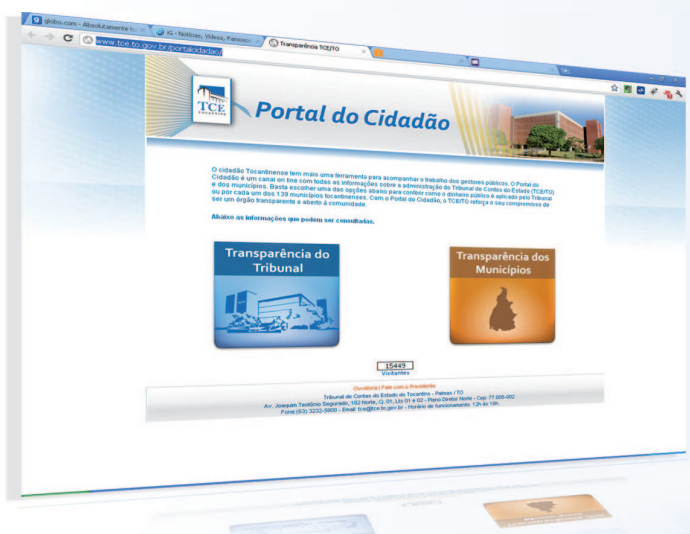 globo.com - Absolutamente
iG - Notícias, Vídeos, Famosos
Transparência TCE/TO
www.tce.to.gov.br/portalcidadao/
TCE
TOCANTINS
Portal do Cidadão
O cidadão Tocantinense tem mais uma ferramenta para acompanhar o trabalho dos gestores públicos. O Portal do
Cidadão é um canal on line com todas as informações sobre a administração do Tribunal de Contas do Estado (TCE/TO)
e dos municípios. Basta escolher uma das opções abaixo para conferir como o dinheiro público é aplicado pelo Tribunal
ou por cada um dos 139 municípios tocantinenses. Com o Portal do Cidadão, o TCE/TO reforça o seu compromisso de
ser um órgão transparente e aberto à comunidade.
Abaixo as informações que podem ser consultadas.
Transparência do
Tribunal
Transparência dos
Municípios
15449
Visitantes
Ouvidoria | Fale com o Presidente
Tribunal de Contas do Estado do Tocantins - Palmas / TO
Av. Joaquim Teotônio Segurado, 102 Norte, Cj. 01, Lts 01 e 02 - Plano Diretor Norte - Cep: 77.006-002
Fone:(63) 3232-5800 - Email: tce@tce.to.gov.br - Horário de funcionamento: 12h às 18h.